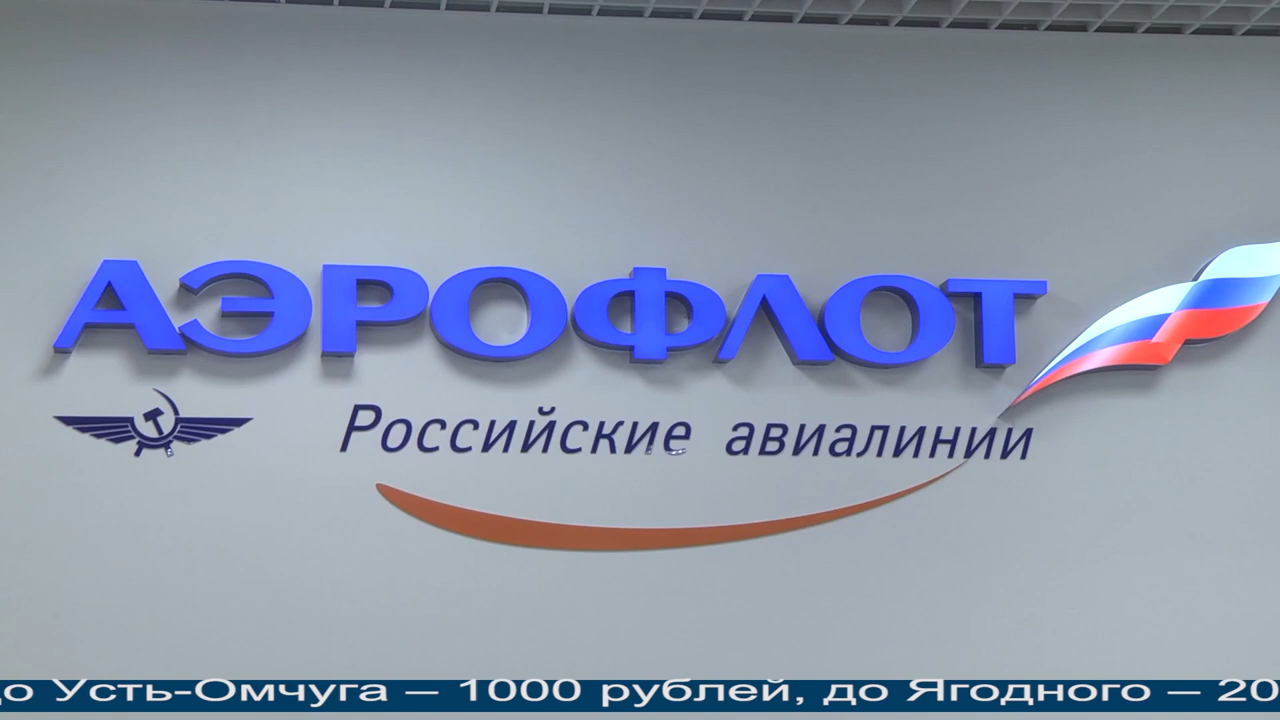 АЭРОФЛОТ
Российские авиалинии
до Усть-Омчуга – 1000 рублей, до Ягодного – 20